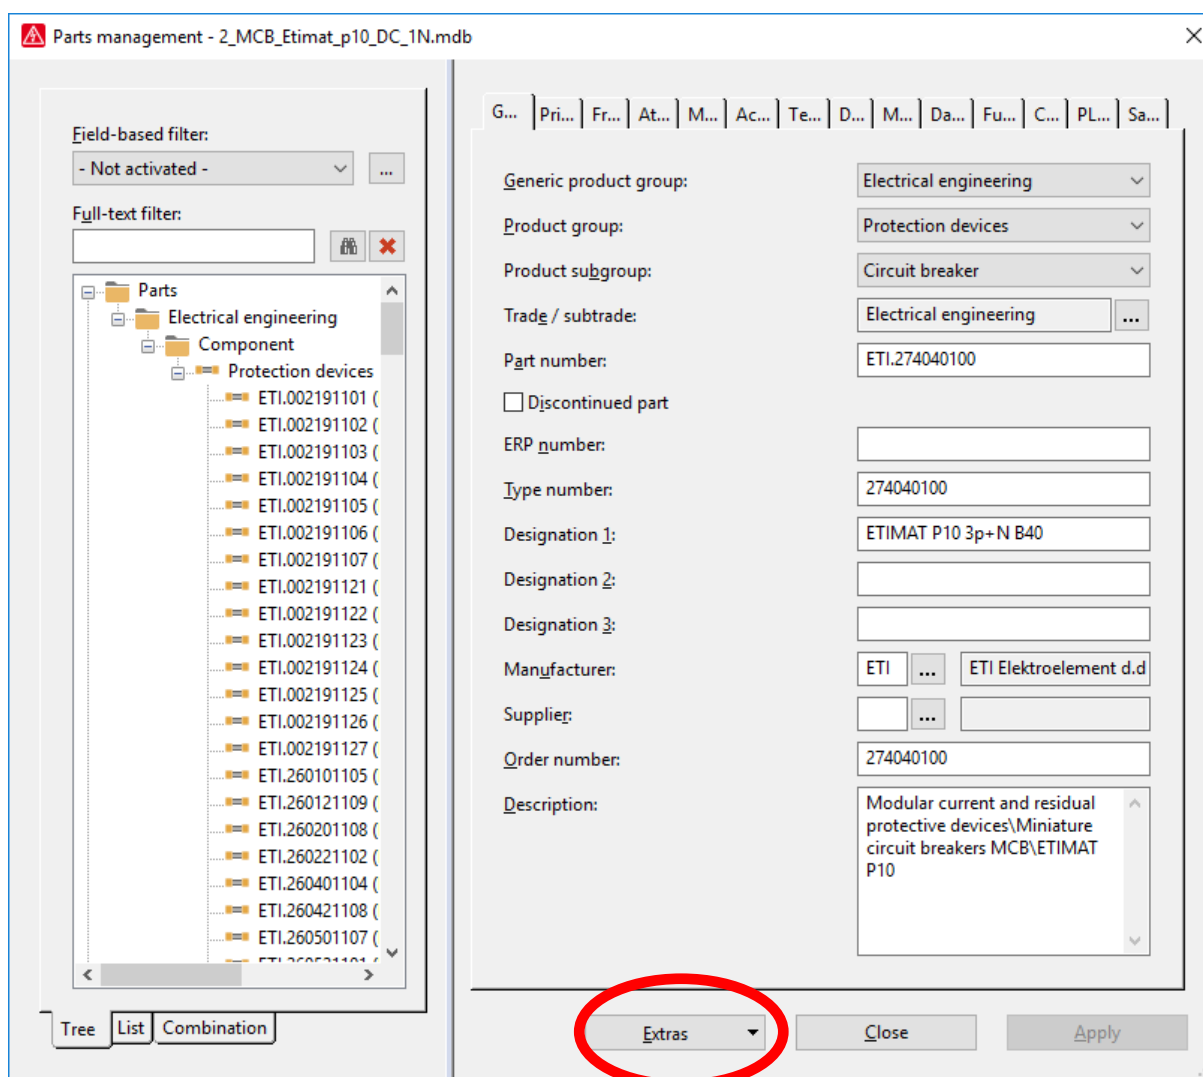 Parts management - 2_MCB_Etimat_p10_DC_1N.mdb
Field-based filter:
- Not activated -
...
Full-text filter:
Parts
Electrical engineering
Component
Protection devices
ETI.002191101 (
ETI.002191102 (
ETI.002191103 (
ETI.002191104 (
ETI.002191105 (
ETI.002191106 (
ETI.002191107 (
ETI.002191121 (
ETI.002191122 (
ETI.002191123 (
ETI.002191124 (
ETI.002191125 (
ETI.002191126 (
ETI.002191127 (
ETI.260101105 (
ETI.260121109 (
ETI.260201108 (
ETI.260221102 (
ETI.260401104 (
ETI.260421108 (
ETI.260501107 (
Tree List Combination
G... Pri... Fr... At... M... Ac... Te... D... M... Da... Fu... C... PL... Sa...
Generic product group: Electrical engineering
Product group: Protection devices
Product subgroup: Circuit breaker
Trade / subtrade: Electrical engineering ...
Part number: ETI.274040100
Discontinued part
ERP number:
Type number: 274040100
Designation 1: ETIMAT P10 3p+N B40
Designation 2:
Designation 3:
Manufacturer: ETI ... ETI Elektroelement d.d
Supplier: ...
Order number: 274040100
Description: Modular current and residual
protective devices\Miniature
circuit breakers MCB\ETIMAT
P10
Extras Close Apply